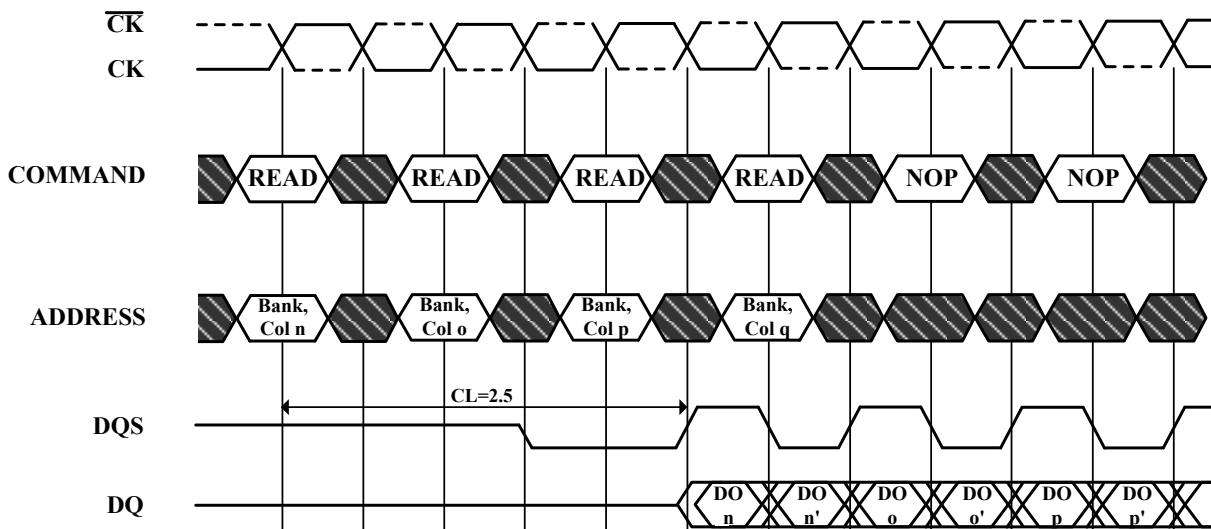 CK
CK
COMMAND
READ READ READ READ NOP NOP
ADDRESS
Bank, Bank, Bank, Bank,
Col n Col o Col p Col q
CL=2.5
DQS
DQ
DO DO DO DO DO DO
n n' o o' p p'